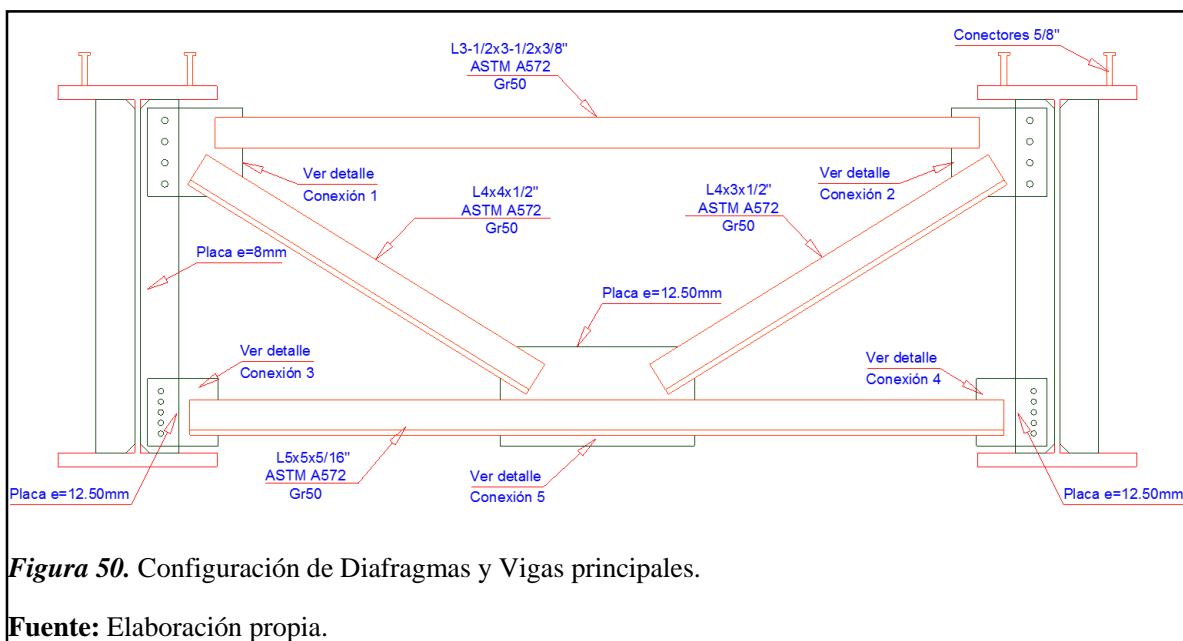 Conectores 5/8"
L3-1/2x3-1/2x3/8"
ASTM A572
Gr50
Ver detalle
Conexión 1
Ver detalle
Conexión 2
L4x4x1/2"
ASTM A572
Gr50
L4x3x1/2"
ASTM A572
Gr50
Placa e=8mm
Placa e=12.50mm
Ver detalle
Conexión 3
Ver detalle
Conexión 4
L5x5x5/16"
ASTM A572
Gr50
Ver detalle
Conexión 5
Placa e=12.50mm
Placa e=12.50mm
Figura 50. Configuración de Diafragmas y Vigas principales.
Fuente: Elaboración propia.